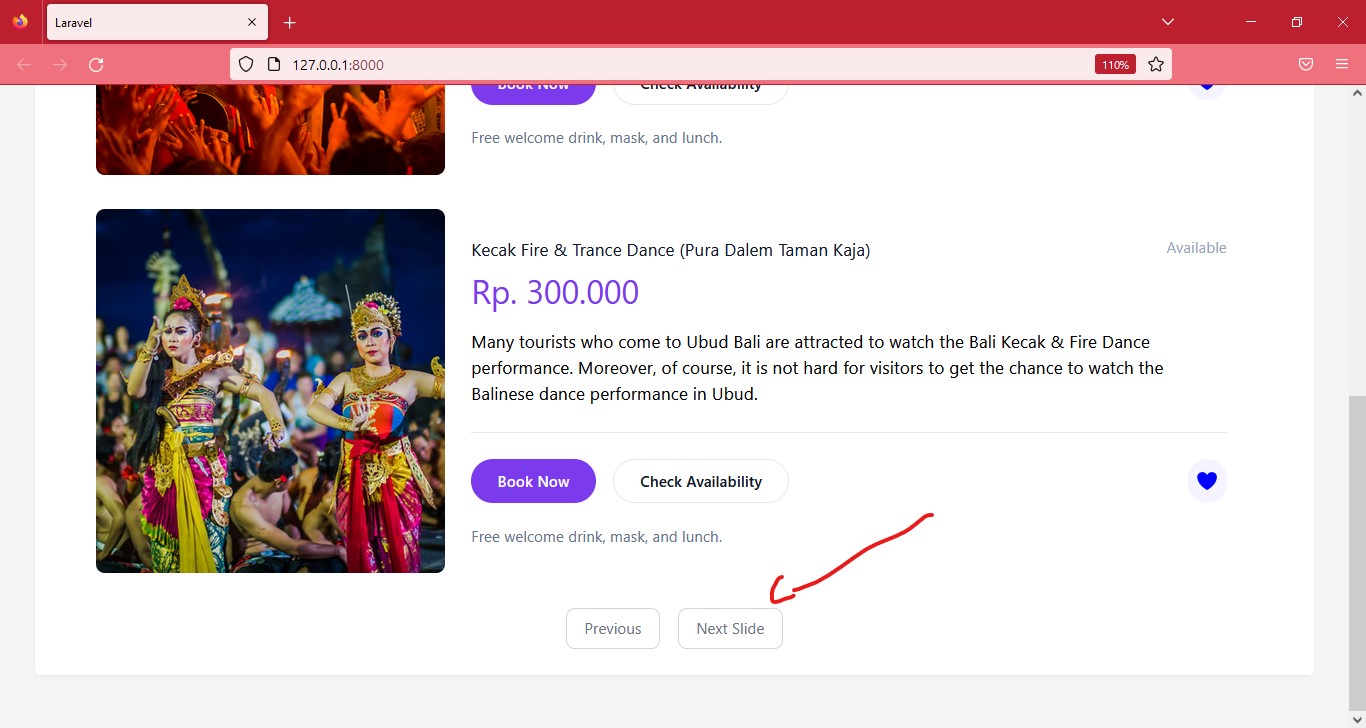 Laravel
127.0.0.1:8000
110%
Book Now
Check Availability
Free welcome drink, mask, and lunch.
Kecak Fire & Trance Dance (Pura Dalem Taman Kaja)
Available
Rp. 300.000
Many tourists who come to Ubud Bali are attracted to watch the Bali Kecak & Fire Dance
performance. Moreover, of course, it is not hard for visitors to get the chance to watch the
Balinese dance performance in Ubud.
Book Now
Check Availability
Free welcome drink, mask, and lunch.
Previous
Next Slide